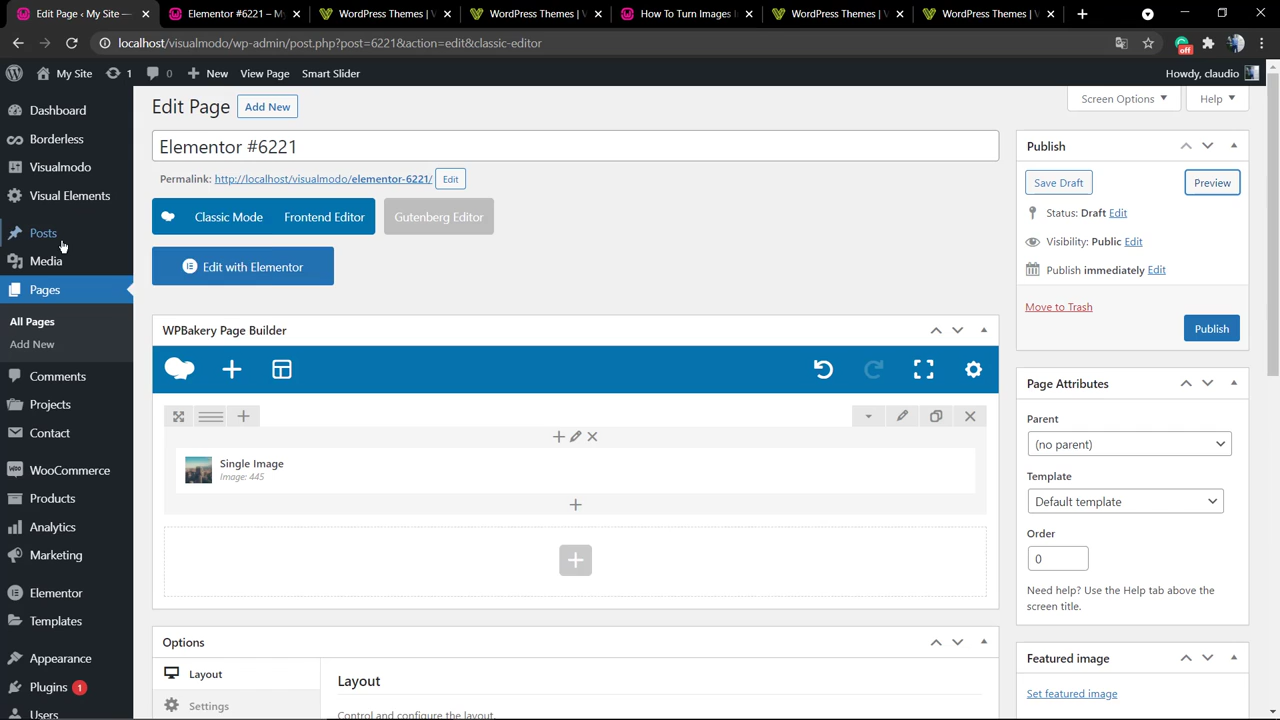 Edit Page ‹ My Site —
Elementor #6221 – My
WordPress Themes | V
WordPress Themes | V
How To Turn Images I
WordPress Themes | V
WordPress Themes | V
localhost/visualmodo/wp-admin/post.php?post=6221&action=edit&classic-editor
off
My Site
1
0
New
View Page
Smart Slider
Howdy, claudio
Dashboard
Borderless
Visualmodo
Visual Elements
Posts
Media
Pages
All Pages
Add New
Comments
Projects
Contact
WooCommerce
Products
Analytics
Marketing
Elementor
Templates
Appearance
Plugins 1
Users
Edit Page
Add New
Screen Options
Help
Elementor #6221
Permalink: http://localhost/visualmodo/elementor-6221/ Edit
Classic Mode
Frontend Editor
Gutenberg Editor
Edit with Elementor
WPBakery Page Builder
Single Image
Image: 445
Options
Layout
Settings
Layout
Control and configure the layout.
Publish
Save Draft
Preview
Status: Draft Edit
Visibility: Public Edit
Publish immediately Edit
Move to Trash
Publish
Page Attributes
Parent
(no parent)
Template
Default template
Order
0
Need help? Use the Help tab above the
screen title.
Featured image
Set featured image